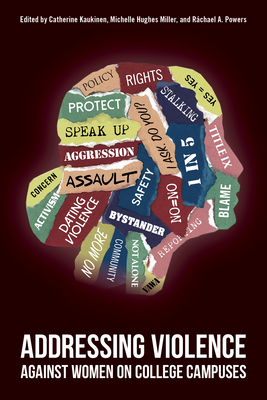 Edited by Catherine Kaukinen, Michelle Hughes Miller, and Ráchael A. Powers
POLICY
RIGHTS
PROTECT
STALKING
YES = YES
SPEAK UP
I ASK. DO YOU?
AGGRESSION
1 IN 5
TITLE IX
ASSAULT
SAFETY
CONCERN
NO=NO
BLAME
ACTIVISM
DATING
VIOLENCE
BYSTANDER
REPORTING
NO MORE
COMMUNITY
NOT ALONE
VAWA
ADDRESSING VIOLENCE
AGAINST WOMEN ON COLLEGE CAMPUSES